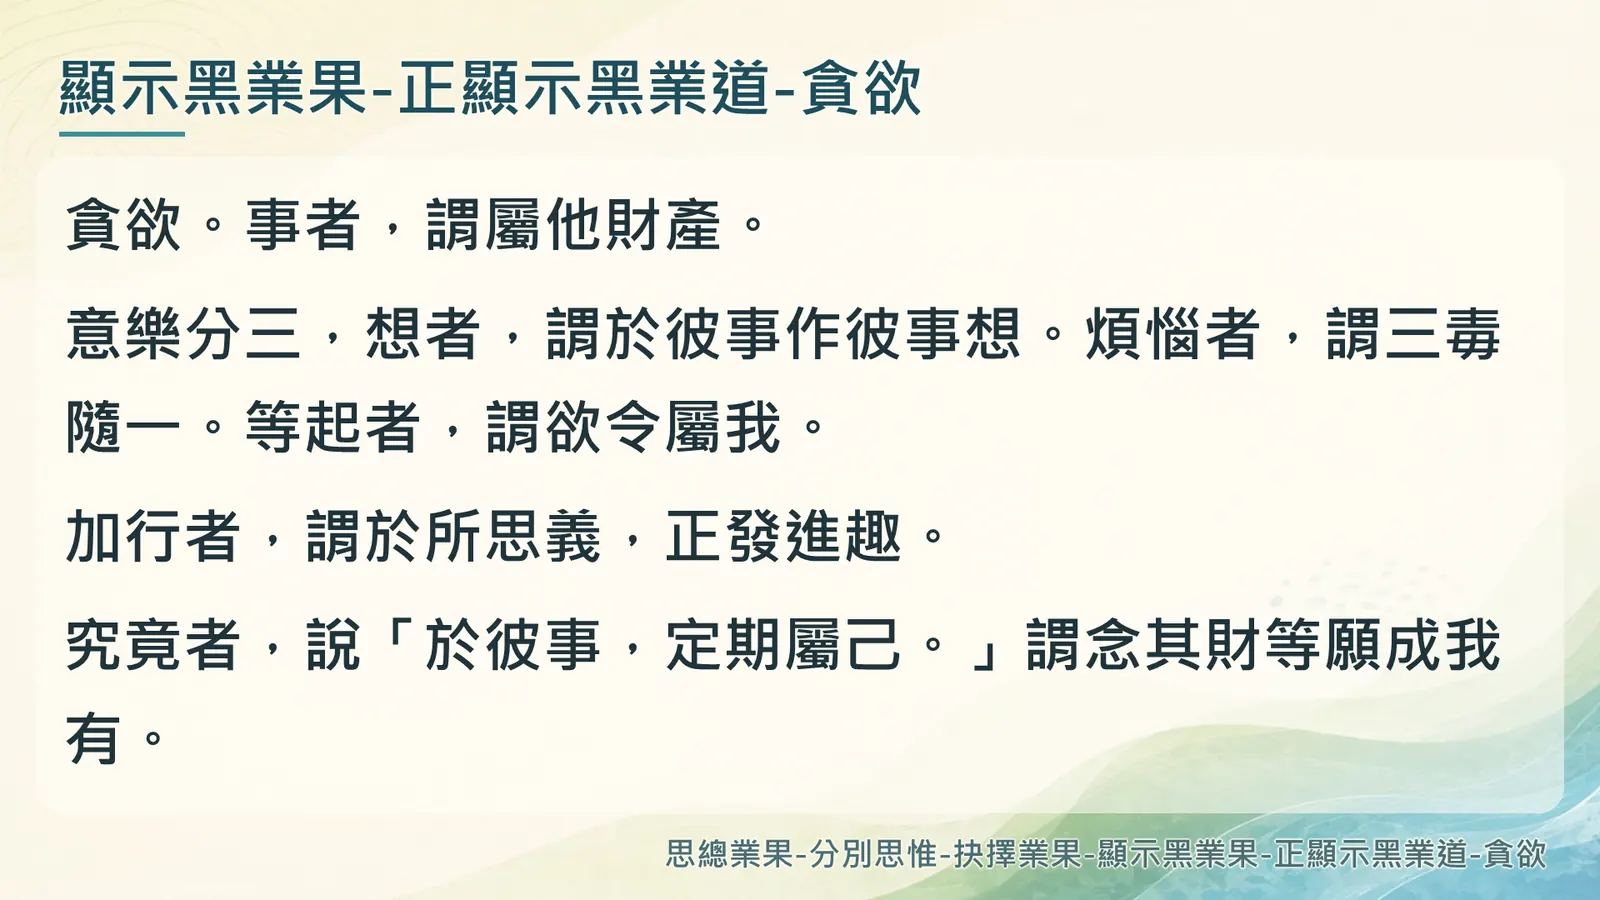 顯示黑業果-正顯示黑業道-貪欲
貪欲。事者，謂屬他財產。
意樂分三，想者，謂於彼事作彼事想。煩惱者，謂三毒
隨一。等起者，謂欲令屬我。
加行者，謂於所思義，正發進趣。
究竟者，說「於彼事，定期屬己。」謂念其財等願成我
有。
思總業果-分別思惟-抉擇業果-顯示黑業果-正顯示黑業道-貪欲